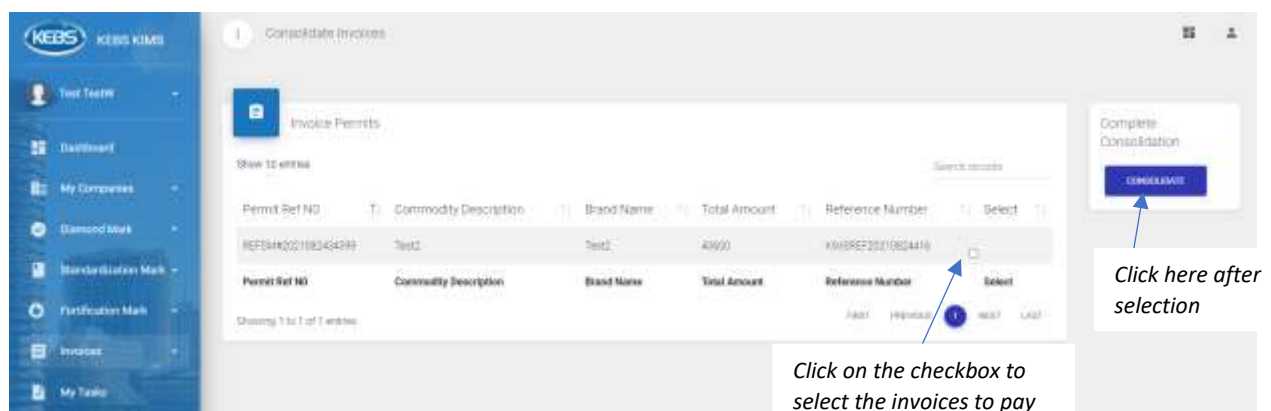 KEBS KEBS KIMS
Consolidate Invoices
Test TestW
Invoice Permits
Complete
Consolidation
Dashboard
Show 10 entries
Search records
CONSOLIDATE
My Companies
Permit Ref NO Commodity Description Brand Name Total Amount Reference Number Select
Diamond Mark
Test2 Test2
Standardization Mark
Click here after
selection
Permit Ref NO Commodity Description Brand Name Total Amount Reference Number Select
Fortification Mark
Showing 1 to 1 of 1 entries
FIRST PREVIOUS 1 NEXT LAST
Invoices
Click on the checkbox to
select the invoices to pay
My Tasks